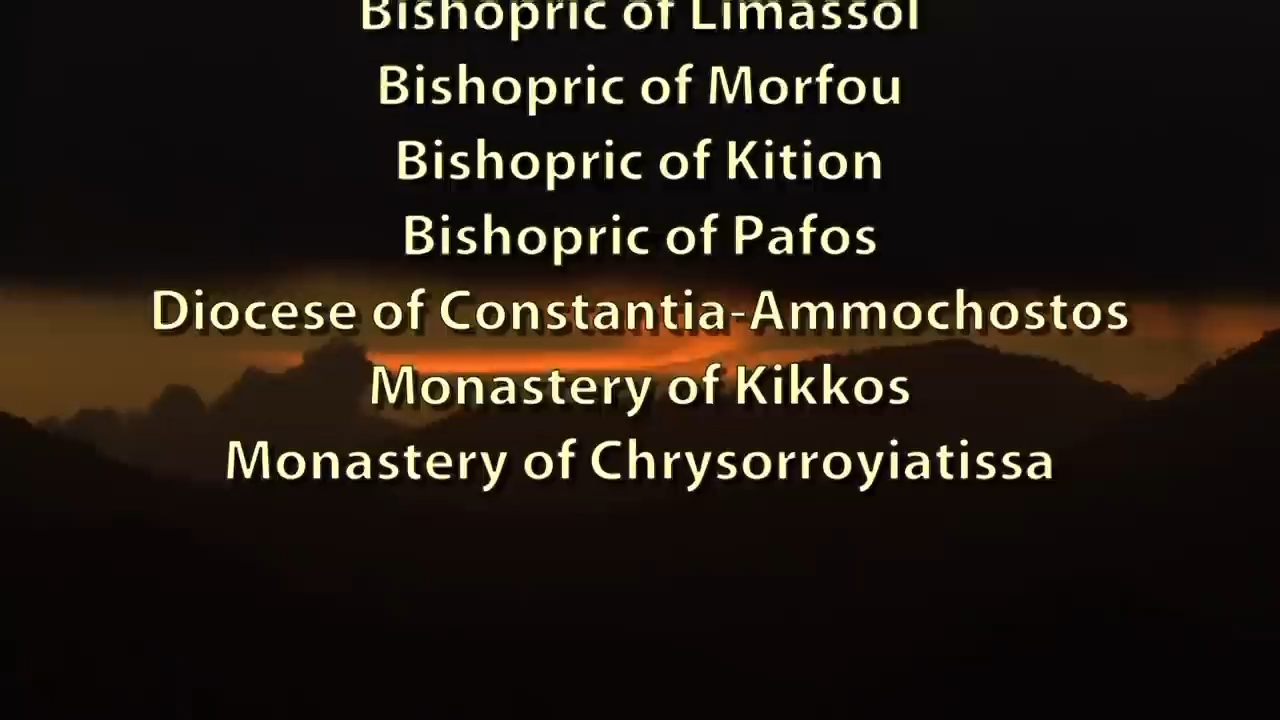 Bishopric of Limassol
Bishopric of Morfou
Bishopric of Kition
Bishopric of Pafos
Diocese of Constantia-Ammochostos
Monastery of Kikkos
Monastery of Chrysorroyiatissa